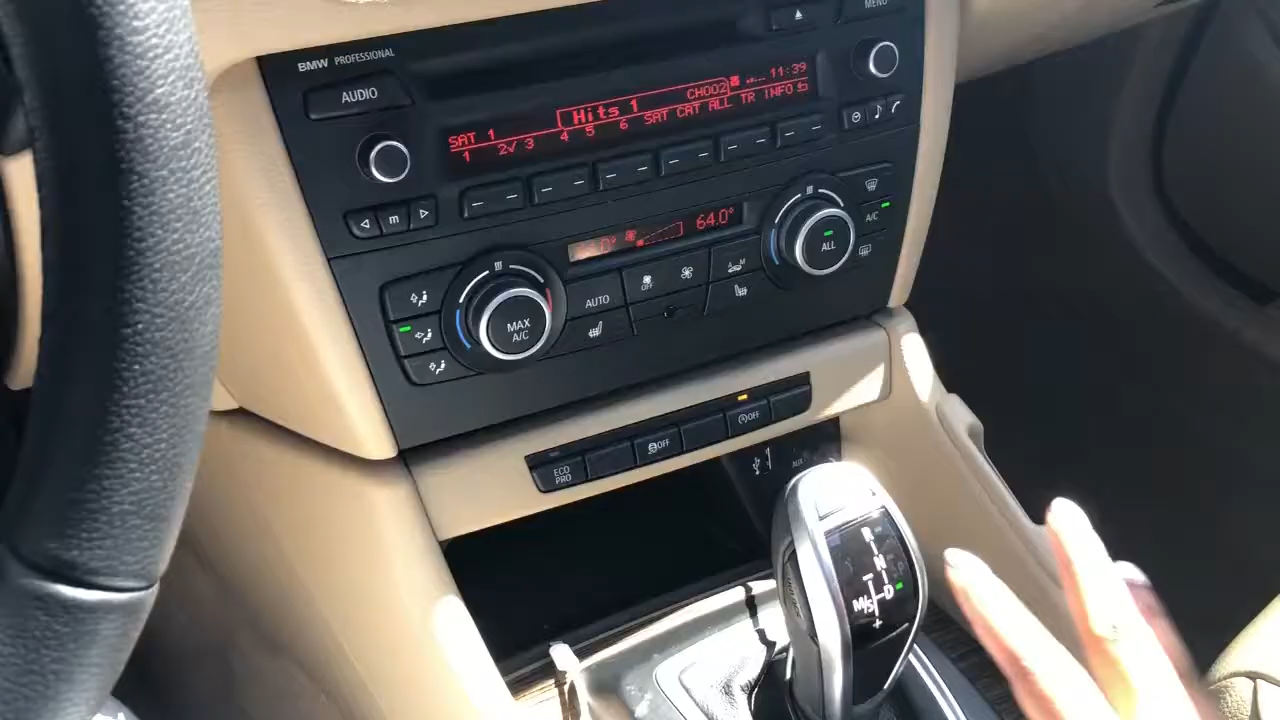 BMW PROFESSIONAL
MENU
AUDIO
SAT 1
Hits 1
CH002
11:39
1 2√ 3 4 5 6 SAT CAT ALL TR INFO
m
64.0°
A/C
ALL
MAX
A/C
AUTO
OFF
A M
ECO
PRO
OFF
OFF
AUX
R
N
P
D
M/S
+